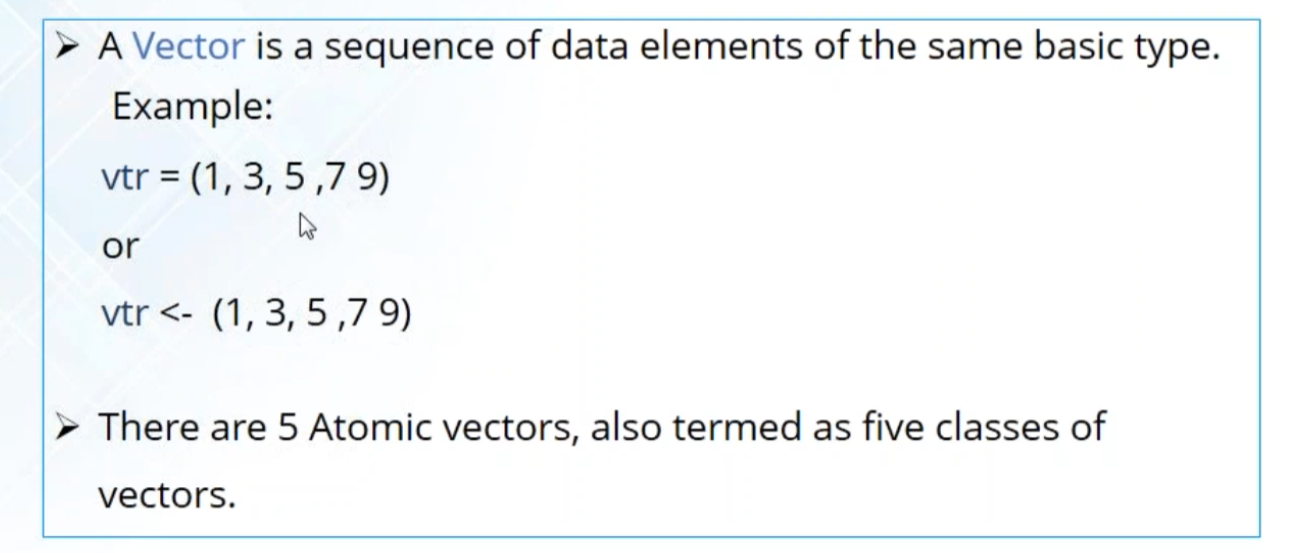 ➢ A Vector is a sequence of data elements of the same basic type.
Example:
vtr = (1, 3, 5 ,7 9)
or
vtr <- (1, 3, 5 ,7 9)
➢ There are 5 Atomic vectors, also termed as five classes of
vectors.